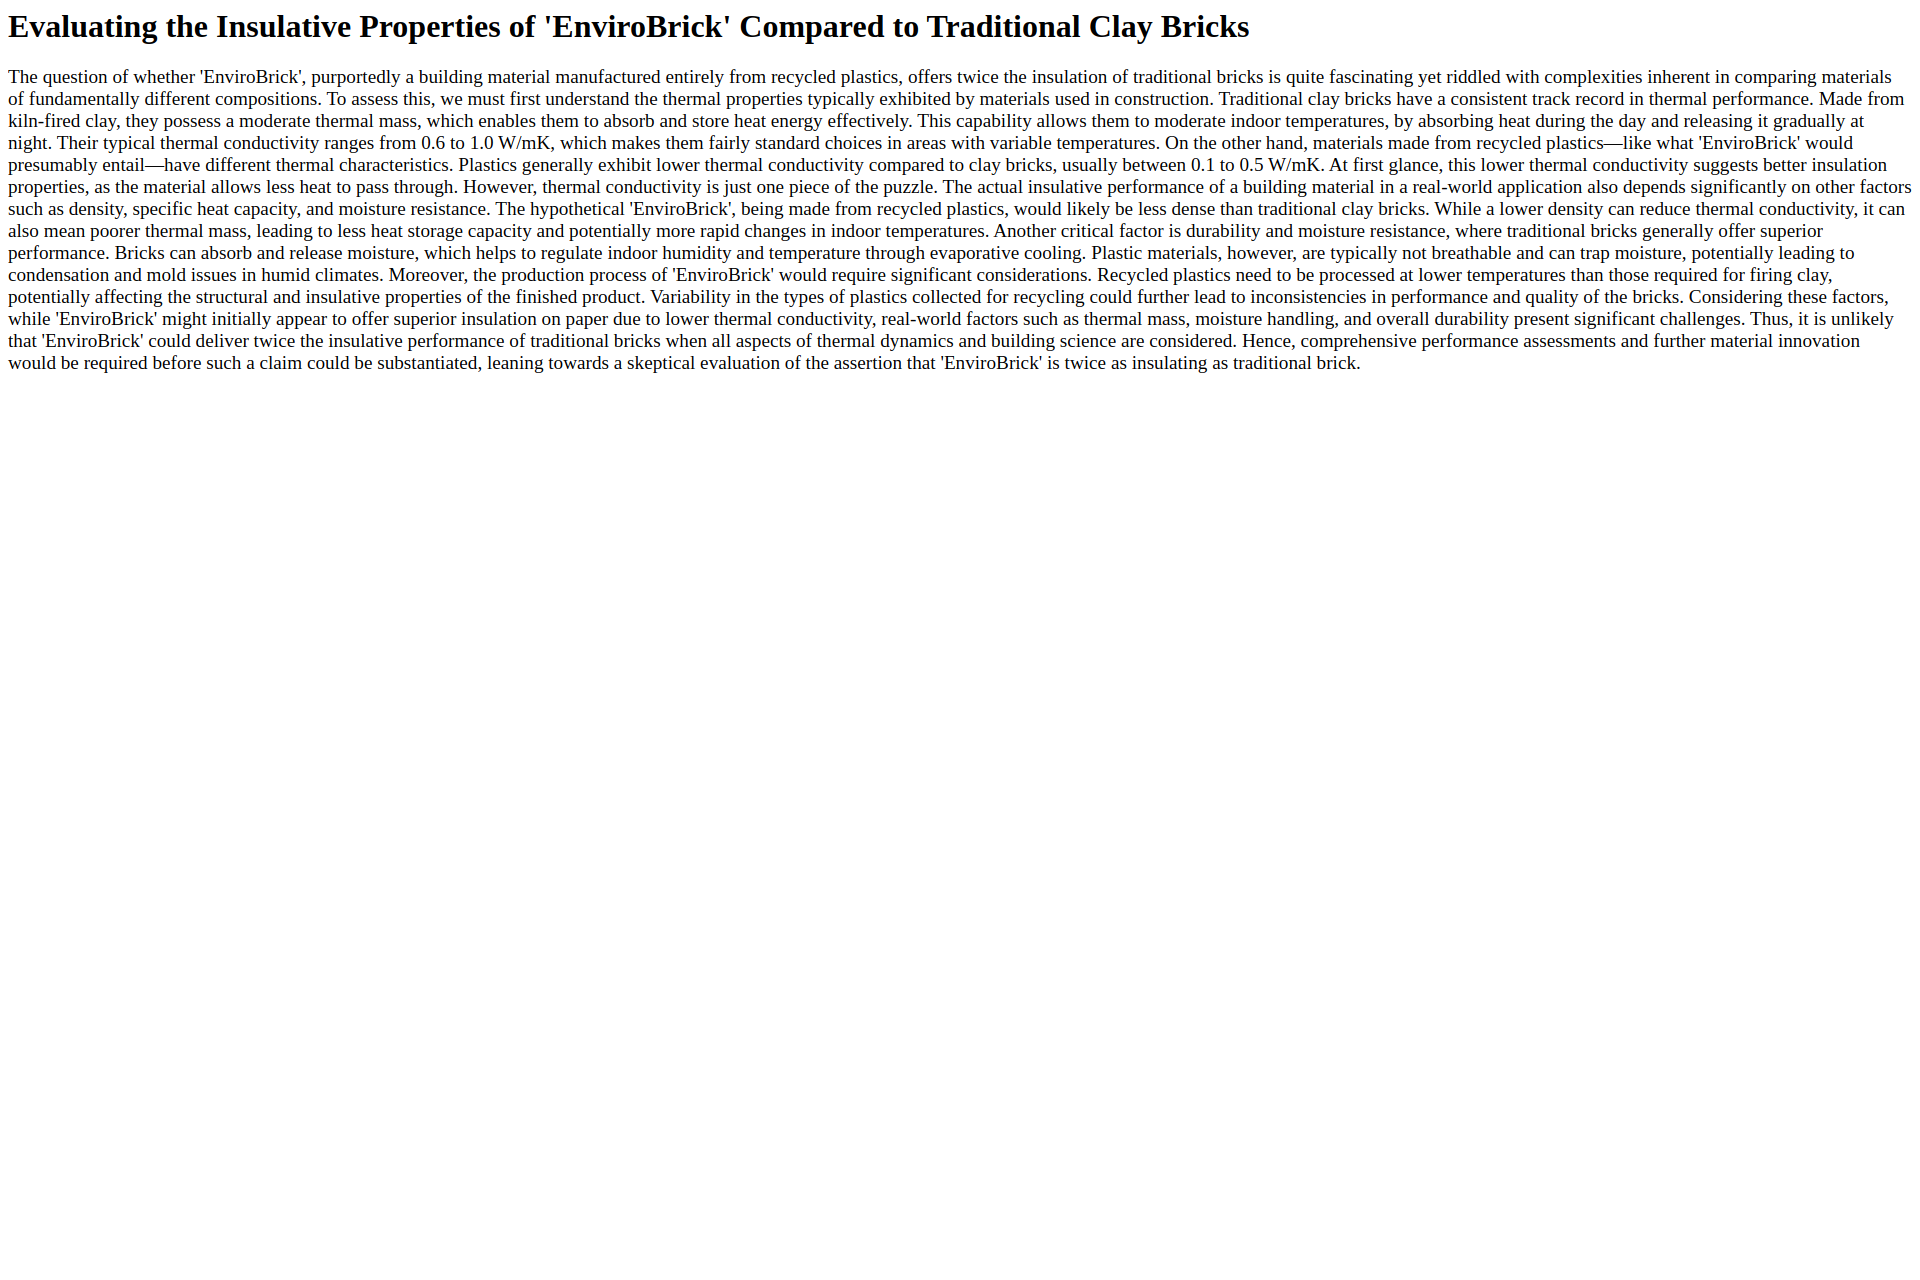 Evaluating the Insulative Properties of 'EnviroBrick' Compared to Traditional Clay Bricks
The question of whether 'EnviroBrick', purportedly a building material manufactured entirely from recycled plastics, offers twice the insulation of traditional bricks is quite fascinating yet riddled with complexities inherent in comparing materials
of fundamentally different compositions. To assess this, we must first understand the thermal properties typically exhibited by materials used in construction. Traditional clay bricks have a consistent track record in thermal performance. Made from
kiln-fired clay, they possess a moderate thermal mass, which enables them to absorb and store heat energy effectively. This capability allows them to moderate indoor temperatures, by absorbing heat during the day and releasing it gradually at
night. Their typical thermal conductivity ranges from 0.6 to 1.0 W/mK, which makes them fairly standard choices in areas with variable temperatures. On the other hand, materials made from recycled plastics—like what 'EnviroBrick' would
presumably entail—have different thermal characteristics. Plastics generally exhibit lower thermal conductivity compared to clay bricks, usually between 0.1 to 0.5 W/mK. At first glance, this lower thermal conductivity suggests better insulation
properties, as the material allows less heat to pass through. However, thermal conductivity is just one piece of the puzzle. The actual insulative performance of a building material in a real-world application also depends significantly on other factors
such as density, specific heat capacity, and moisture resistance. The hypothetical 'EnviroBrick', being made from recycled plastics, would likely be less dense than traditional clay bricks. While a lower density can reduce thermal conductivity, it can
also mean poorer thermal mass, leading to less heat storage capacity and potentially more rapid changes in indoor temperatures. Another critical factor is durability and moisture resistance, where traditional bricks generally offer superior
performance. Bricks can absorb and release moisture, which helps to regulate indoor humidity and temperature through evaporative cooling. Plastic materials, however, are typically not breathable and can trap moisture, potentially leading to
condensation and mold issues in humid climates. Moreover, the production process of 'EnviroBrick' would require significant considerations. Recycled plastics need to be processed at lower temperatures than those required for firing clay,
potentially affecting the structural and insulative properties of the finished product. Variability in the types of plastics collected for recycling could further lead to inconsistencies in performance and quality of the bricks. Considering these factors,
while 'EnviroBrick' might initially appear to offer superior insulation on paper due to lower thermal conductivity, real-world factors such as thermal mass, moisture handling, and overall durability present significant challenges. Thus, it is unlikely
that 'EnviroBrick' could deliver twice the insulative performance of traditional bricks when all aspects of thermal dynamics and building science are considered. Hence, comprehensive performance assessments and further material innovation
would be required before such a claim could be substantiated, leaning towards a skeptical evaluation of the assertion that 'EnviroBrick' is twice as insulating as traditional brick.